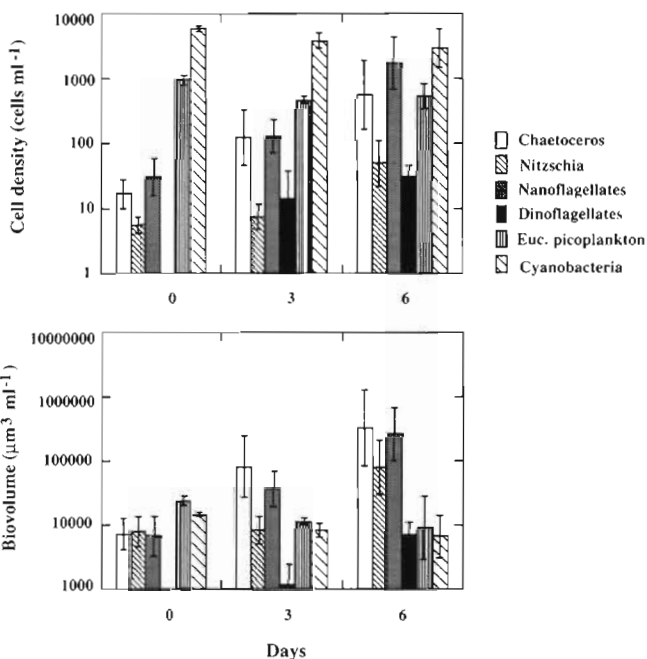 Cell density (cells ml-1)
10000
1000
100
10
1
0 3 6
Chaetoceros
Nitzschia
Nanoflagellates
Dinoflagellates
Euc. picoplankton
Cyanobacteria
Biovolume (μm3 ml-1)
10000000
1000000
100000
10000
1000
0 3 6
Days